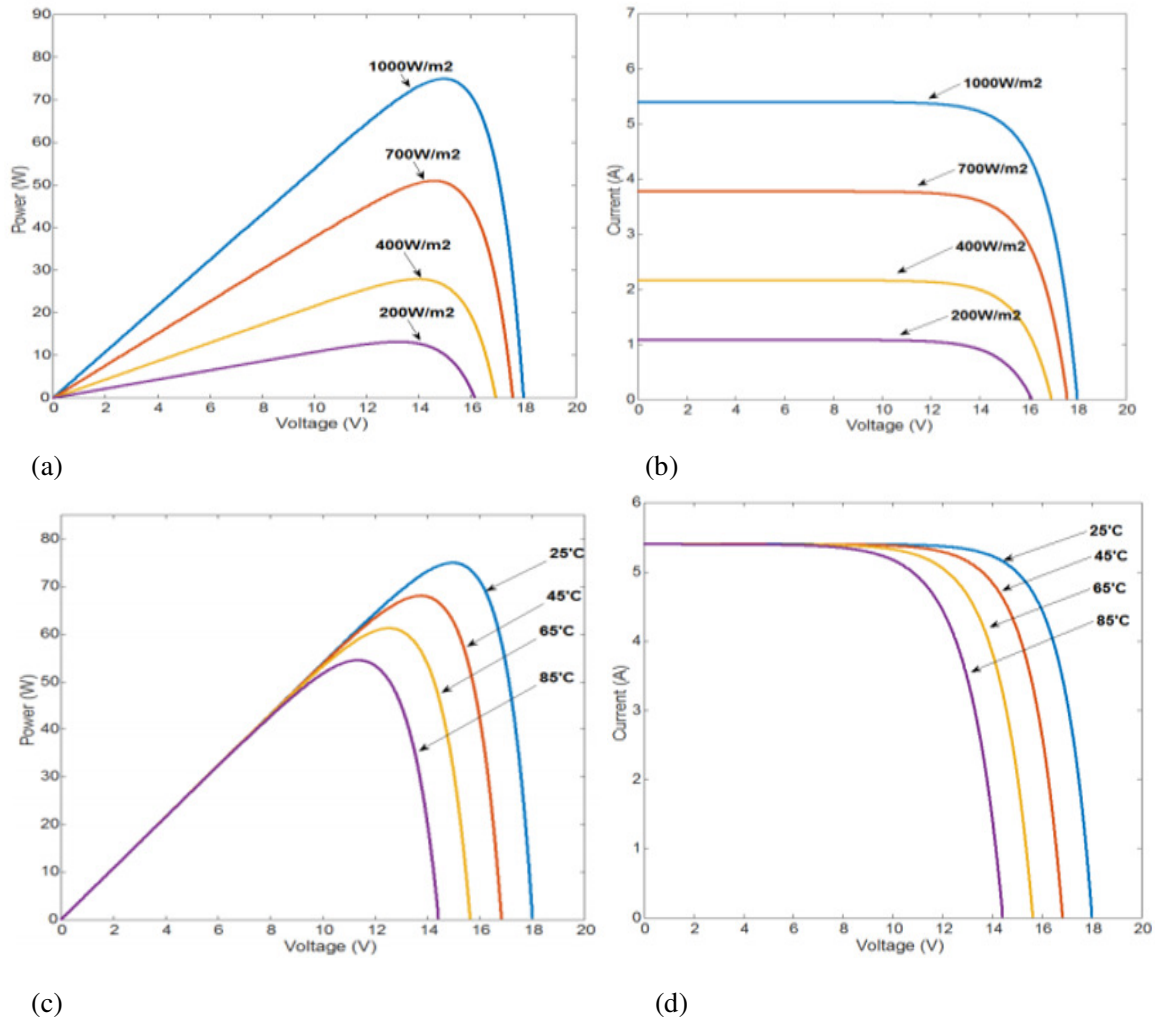 90
80
70
60
50
40
30
20
10
0
Power (W)
1000W/m2
700W/m2
400W/m2
200W/m2
0 2 4 6 8 10 12 14 16 18 20
Voltage (V)
(a)
7
6
5
4
3
2
1
0
Current (A)
1000W/m2
700W/m2
400W/m2
200W/m2
0 2 4 6 8 10 12 14 16 18 20
Voltage (V)
(b)
80
70
60
50
40
30
20
10
0
Power (W)
25'C
45'C
65'C
85'C
0 2 4 6 8 10 12 14 16 18 20
Voltage (V)
(c)
6
5
4
3
2
1
0
Current (A)
25'C
45'C
65'C
85'C
0 2 4 6 8 10 12 14 16 18 20
Voltage (V)
(d)